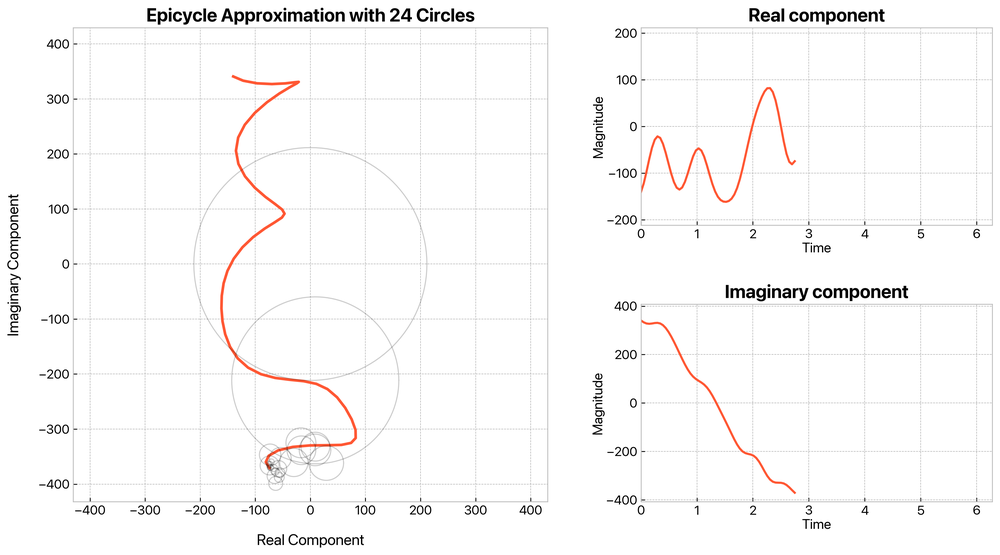 Epicycle Approximation with 24 Circles
400
300
200
100
0
−100
−200
−300
−400
−400 −300 −200 −100 0 100 200 300 400
Imaginary Component
Real Component
Real component
200
100
0
−100
−200
0 1 2 3 4 5 6
Magnitude
Time
Imaginary component
400
200
0
−200
−400
0 1 2 3 4 5 6
Magnitude
Time